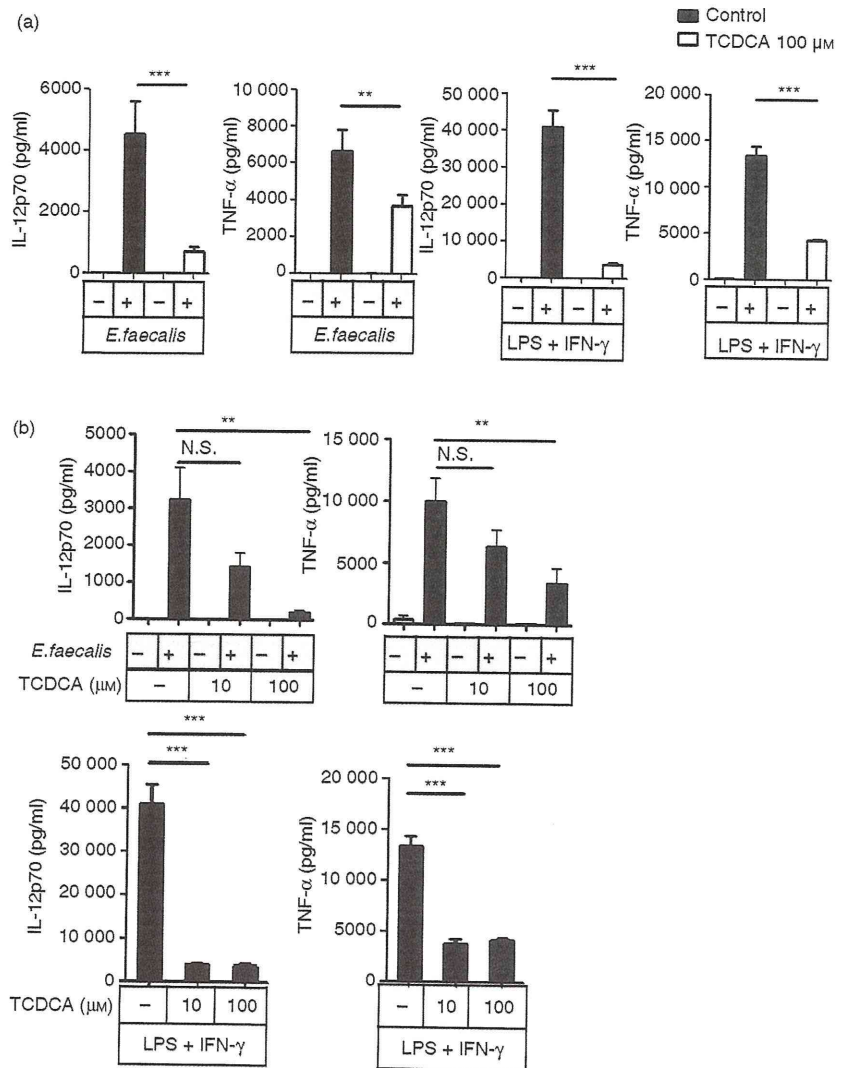 (a)
Control
TCDCA 100 μM
***
IL-12p70 (pg/ml)
6000
4000
2000
0
− + − +
E.faecalis
**
TNF-α (pg/ml)
10 000
8000
6000
4000
2000
0
− + − +
E.faecalis
***
IL-12p70 (pg/ml)
50 000
40 000
30 000
20 000
10 000
0
− + − +
LPS + IFN-γ
***
TNF-α (pg/ml)
20 000
15 000
10 000
5000
0
− + − +
LPS + IFN-γ
(b)
**
N.S.
IL-12p70 (pg/ml)
5000
4000
3000
2000
1000
0
E.faecalis − + − + − +
TCDCA (μM) − 10 100
**
N.S.
TNF-α (pg/ml)
15 000
10 000
5000
0
− + − + − +
− 10 100
***
***
IL-12p70 (pg/ml)
50 000
40 000
30 000
20 000
10 000
0
TCDCA (μM) − 10 100
LPS + IFN-γ
***
***
TNF-α (pg/ml)
20 000
15 000
10 000
5000
0
− 10 100
LPS + IFN-γ